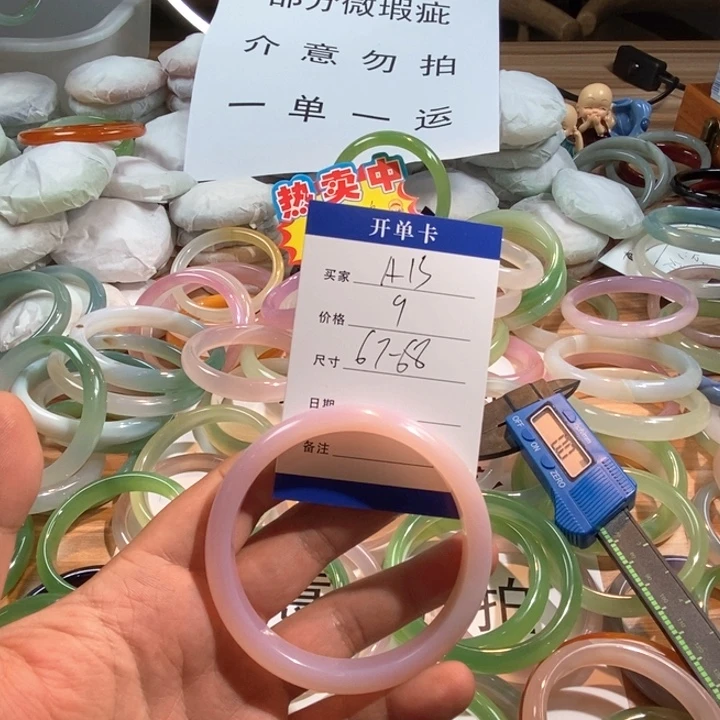 部分微瑕疵
介意勿拍
一单一运
热卖中
开单卡
买家 A15
价格 9
尺寸 67-68
日期
备注
OFF
ON
ZERO
拍